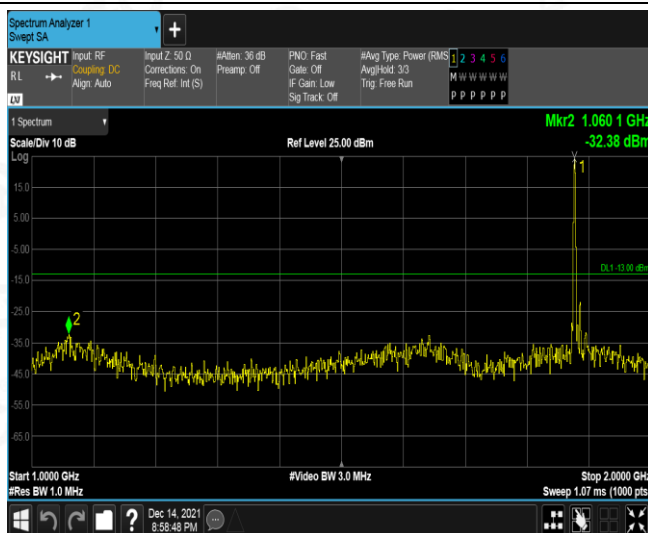 Spectrum Analyzer 1
Swept SA
+
KEYSIGHT
RL
LXI
Input: RF
Coupling: DC
Align: Auto
Input Z: 50 Ω
Corrections: On
Freq Ref: Int (S)
#Atten: 36 dB
Preamp: Off
PNO: Fast
Gate: Off
IF Gain: Low
Sig Track: Off
#Avg Type: Power (RMS
Avg|Hold: 3/3
Trig: Free Run
1 2 3 4 5 6
M W W W W W
P P P P P P
1 Spectrum
Mkr2 1.060 1 GHz
Scale/Div 10 dB
Ref Level 25.00 dBm
-32.38 dBm
Log
1
15.0
5.00
-5.00
DL1 -13.00 dBm
-15.0
-25.0
2
-35.0
-45.0
-55.0
-65.0
Start 1.0000 GHz
#Video BW 3.0 MHz
Stop 2.0000 GHz
#Res BW 1.0 MHz
Sweep 1.07 ms (1000 pts)
?
Dec 14, 2021
8:58:48 PM